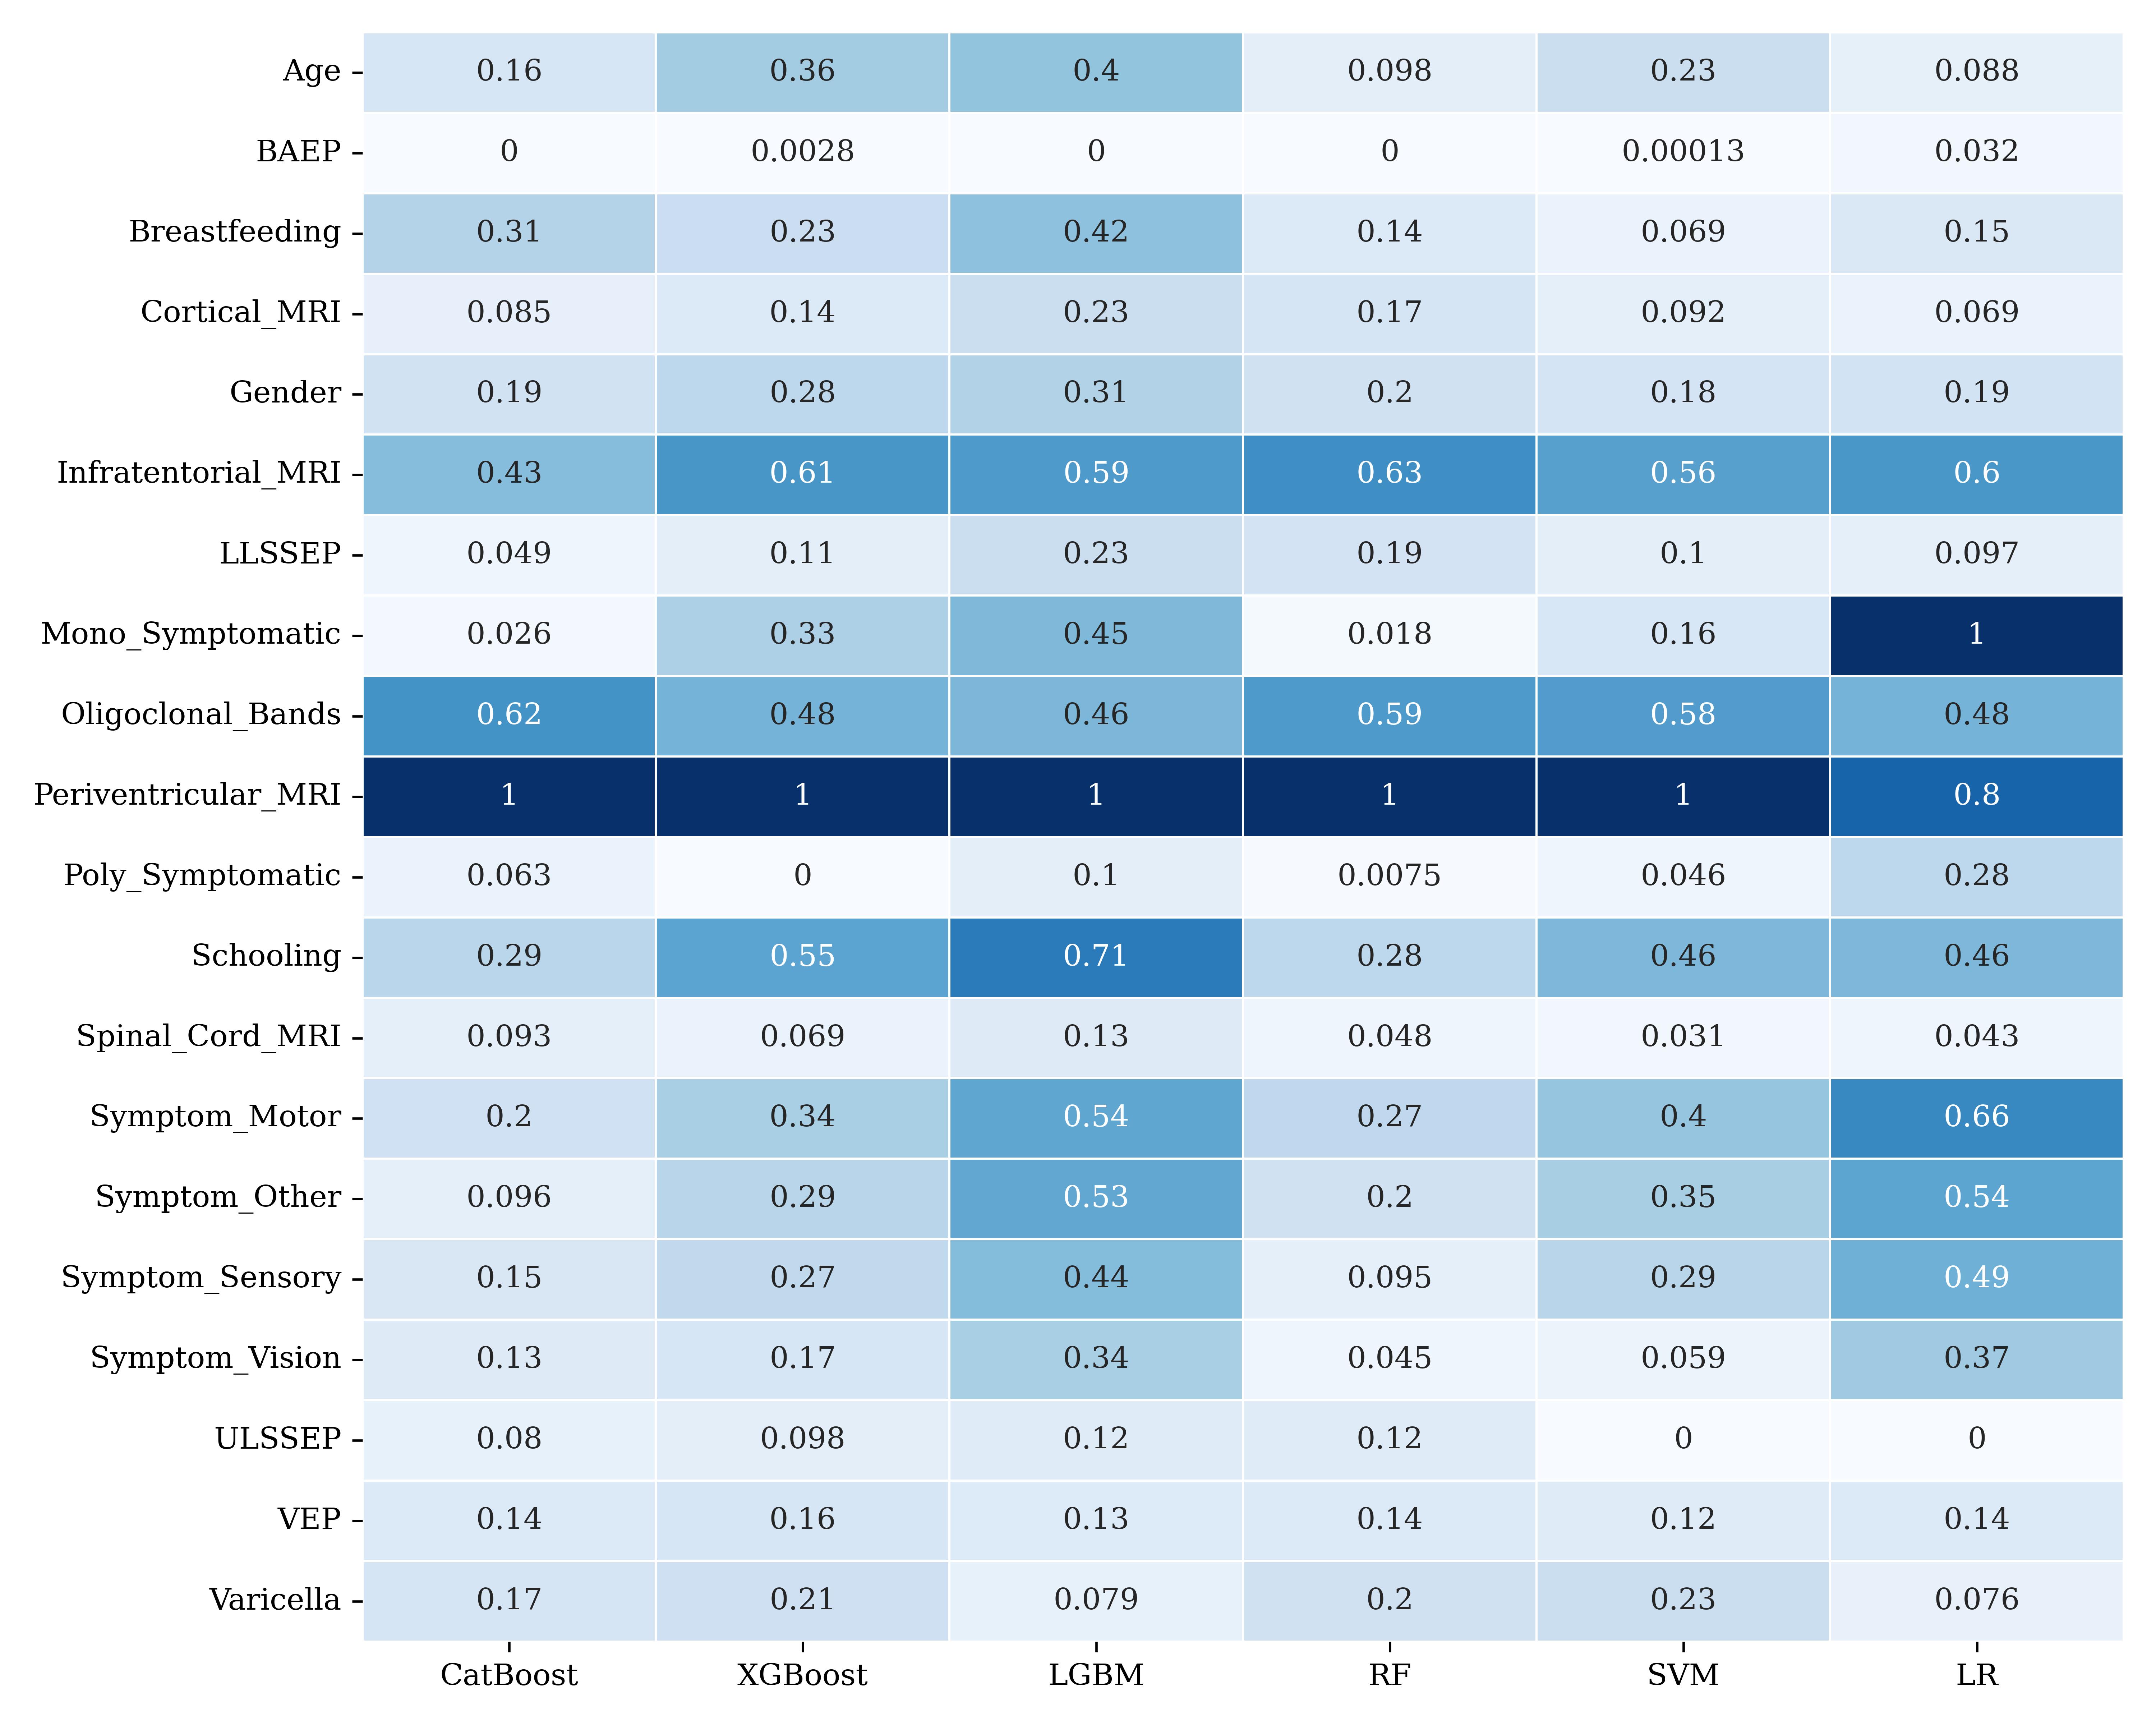 Age 0.16 0.36 0.4 0.098 0.23 0.088
BAEP 0 0.0028 0 0 0.00013 0.032
Breastfeeding 0.31 0.23 0.42 0.14 0.069 0.15
Cortical_MRI 0.085 0.14 0.23 0.17 0.092 0.069
Gender 0.19 0.28 0.31 0.2 0.18 0.19
Infratentorial_MRI 0.43 0.61 0.59 0.63 0.56 0.6
LLSSEP 0.049 0.11 0.23 0.19 0.1 0.097
Mono_Symptomatic 0.026 0.33 0.45 0.018 0.16 1
Oligoclonal_Bands 0.62 0.48 0.46 0.59 0.58 0.48
Periventricular_MRI 1 1 1 1 1 0.8
Poly_Symptomatic 0.063 0 0.1 0.0075 0.046 0.28
Schooling 0.29 0.55 0.71 0.28 0.46 0.46
Spinal_Cord_MRI 0.093 0.069 0.13 0.048 0.031 0.043
Symptom_Motor 0.2 0.34 0.54 0.27 0.4 0.66
Symptom_Other 0.096 0.29 0.53 0.2 0.35 0.54
Symptom_Sensory 0.15 0.27 0.44 0.095 0.29 0.49
Symptom_Vision 0.13 0.17 0.34 0.045 0.059 0.37
ULSSEP 0.08 0.098 0.12 0.12 0 0
VEP 0.14 0.16 0.13 0.14 0.12 0.14
Varicella 0.17 0.21 0.079 0.2 0.23 0.076
CatBoost XGBoost LGBM RF SVM LR